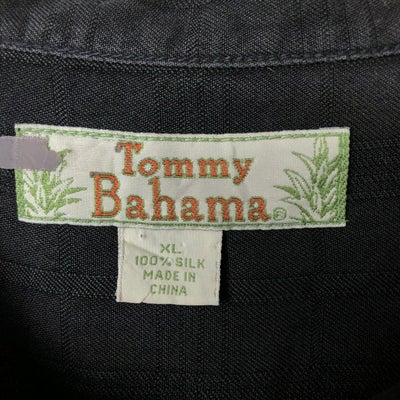 Tommy
Bahama®
XL
100% SILK
MADE IN
CHINA